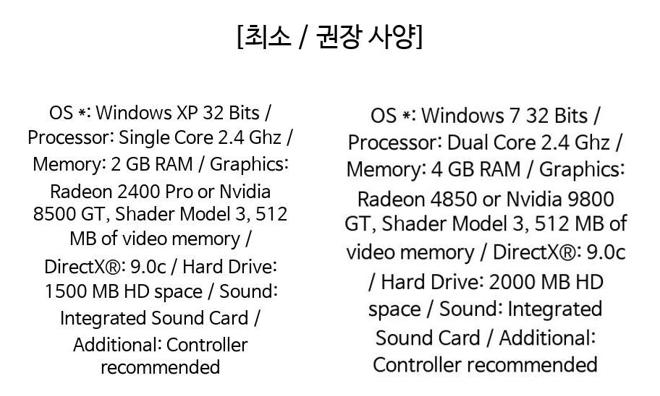 [최소 / 권장 사양]
OS *: Windows XP 32 Bits /
Processor: Single Core 2.4 Ghz /
Memory: 2 GB RAM / Graphics:
Radeon 2400 Pro or Nvidia
8500 GT, Shader Model 3, 512
MB of video memory /
DirectX®: 9.0c / Hard Drive:
1500 MB HD space / Sound:
Integrated Sound Card /
Additional: Controller
recommended
OS *: Windows 7 32 Bits /
Processor: Dual Core 2.4 Ghz /
Memory: 4 GB RAM / Graphics:
Radeon 4850 or Nvidia 9800
GT, Shader Model 3, 512 MB of
video memory / DirectX®: 9.0c
/ Hard Drive: 2000 MB HD
space / Sound: Integrated
Sound Card / Additional:
Controller recommended